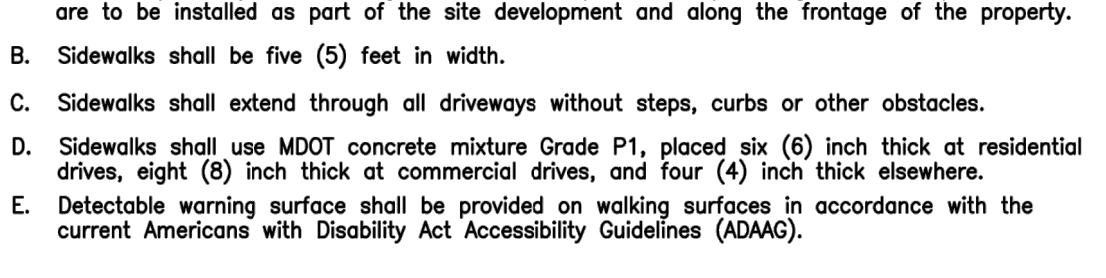 are to be installed as part of the site development and along the frontage of the property.
B. Sidewalks shall be five (5) feet in width.
C. Sidewalks shall extend through all driveways without steps, curbs or other obstacles.
D. Sidewalks shall use MDOT concrete mixture Grade P1, placed six (6) inch thick at residential
drives, eight (8) inch thick at commercial drives, and four (4) inch thick elsewhere.
E. Detectable warning surface shall be provided on walking surfaces in accordance with the
current Americans with Disability Act Accessibility Guidelines (ADAAG).